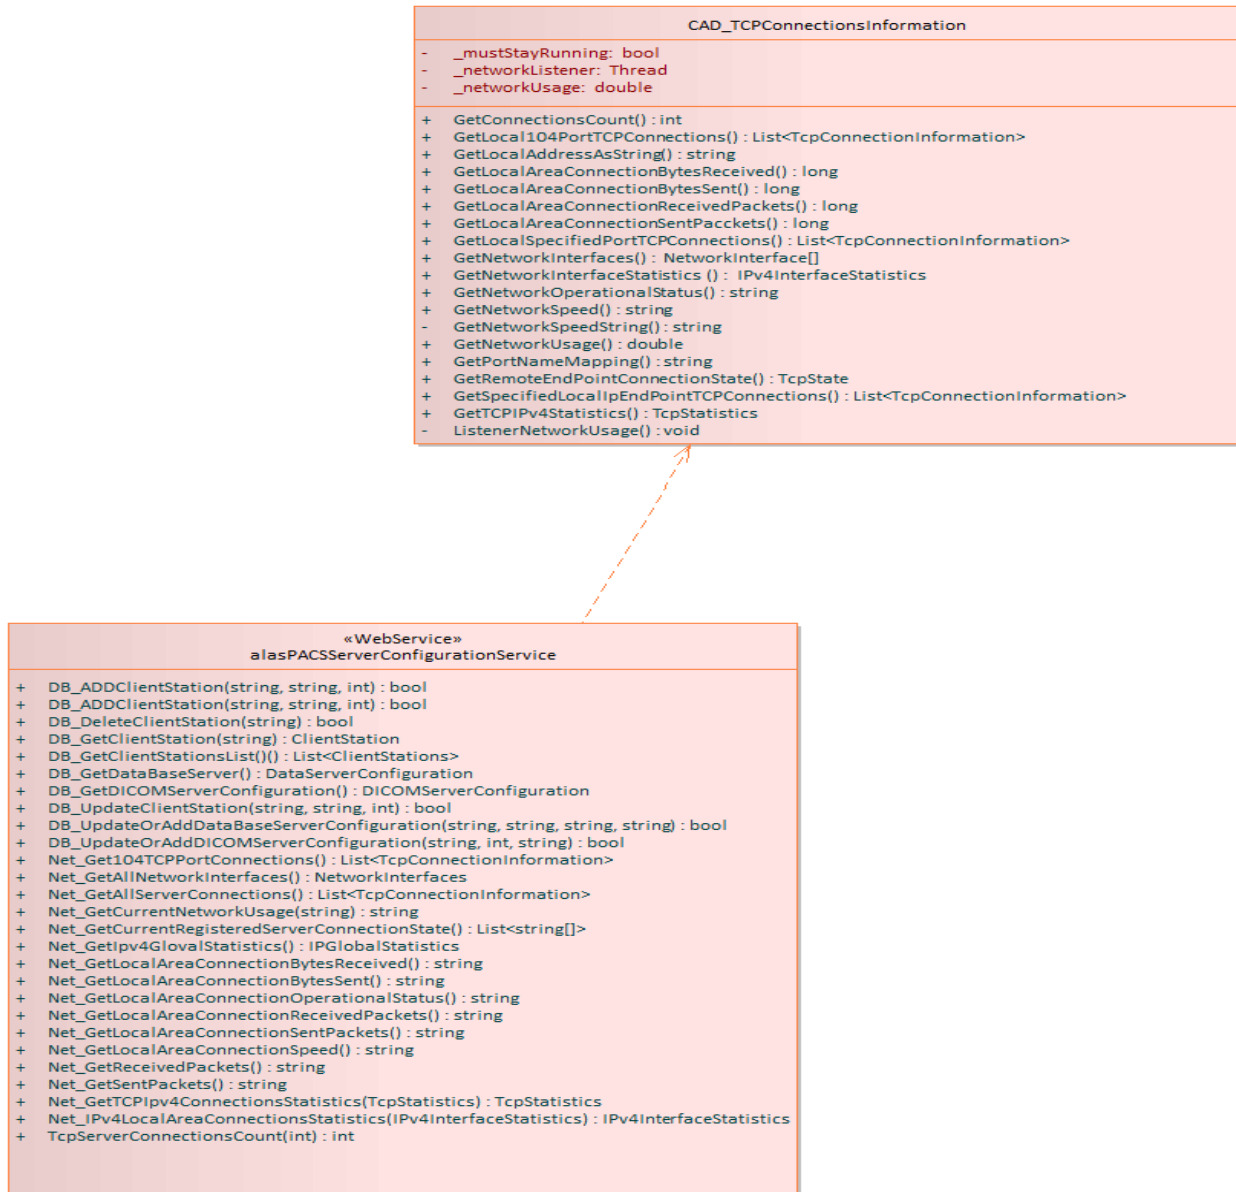 CAD_TCPConnectionsInformation
- _mustStayRunning: bool
- _networkListener: Thread
- _networkUsage: double
+ GetConnectionsCount() : int
+ GetLocal104PortTCPConnections() : List<TcpConnectionInformation>
+ GetLocalAddressAsString() : string
+ GetLocalAreaConnectionBytesReceived() : long
+ GetLocalAreaConnectionBytesSent() : long
+ GetLocalAreaConnectionReceivedPackets() : long
+ GetLocalAreaConnectionSentPacckets() : long
+ GetLocalSpecifiedPortTCPConnections() : List<TcpConnectionInformation>
+ GetNetworkInterfaces() : NetworkInterface[]
+ GetNetworkInterfaceStatistics () : IPv4InterfaceStatistics
+ GetNetworkOperationalStatus() : string
+ GetNetworkSpeed() : string
- GetNetworkSpeedString() : string
+ GetNetworkUsage() : double
+ GetPortNameMapping() : string
+ GetRemoteEndPointConnectionState() : TcpState
+ GetSpecifiedLocalIpEndPointTCPConnections() : List<TcpConnectionInformation>
+ GetTCPIPv4Statistics() : TcpStatistics
- ListenerNetworkUsage() : void
«WebService»
alasPACSServerConfigurationService
+ DB_ADDClientStation(string, string, int) : bool
+ DB_ADDClientStation(string, string, int) : bool
+ DB_DeleteClientStation(string) : bool
+ DB_GetClientStation(string) : ClientStation
+ DB_GetClientStationsList()() : List<ClientStations>
+ DB_GetDataBaseServer() : DataServerConfiguration
+ DB_GetDICOMServerConfiguration() : DICOMServerConfiguration
+ DB_UpdateClientStation(string, string, int) : bool
+ DB_UpdateOrAddDataBaseServerConfiguration(string, string, string, string) : bool
+ DB_UpdateOrAddDICOMServerConfiguration(string, int, string) : bool
+ Net_Get104TCPPortConnections() : List<TcpConnectionInformation>
+ Net_GetAllNetworkInterfaces() : NetworkInterfaces
+ Net_GetAllServerConnections() : List<TcpConnectionInformation>
+ Net_GetCurrentNetworkUsage(string) : string
+ Net_GetCurrentRegisteredServerConnectionState() : List<string[]>
+ Net_GetIpv4GlovalStatistics() : IPGlobalStatistics
+ Net_GetLocalAreaConnectionBytesReceived() : string
+ Net_GetLocalAreaConnectionBytesSent() : string
+ Net_GetLocalAreaConnectionOperationalStatus() : string
+ Net_GetLocalAreaConnectionReceivedPackets() : string
+ Net_GetLocalAreaConnectionSentPackets() : string
+ Net_GetLocalAreaConnectionSpeed() : string
+ Net_GetReceivedPackets() : string
+ Net_GetSentPackets() : string
+ Net_GetTCPIpv4ConnectionsStatistics(TcpStatistics) : TcpStatistics
+ Net_IPv4LocalAreaConnectionsStatistics(IPv4InterfaceStatistics) : IPv4InterfaceStatistics
+ TcpServerConnectionsCount(int) : int